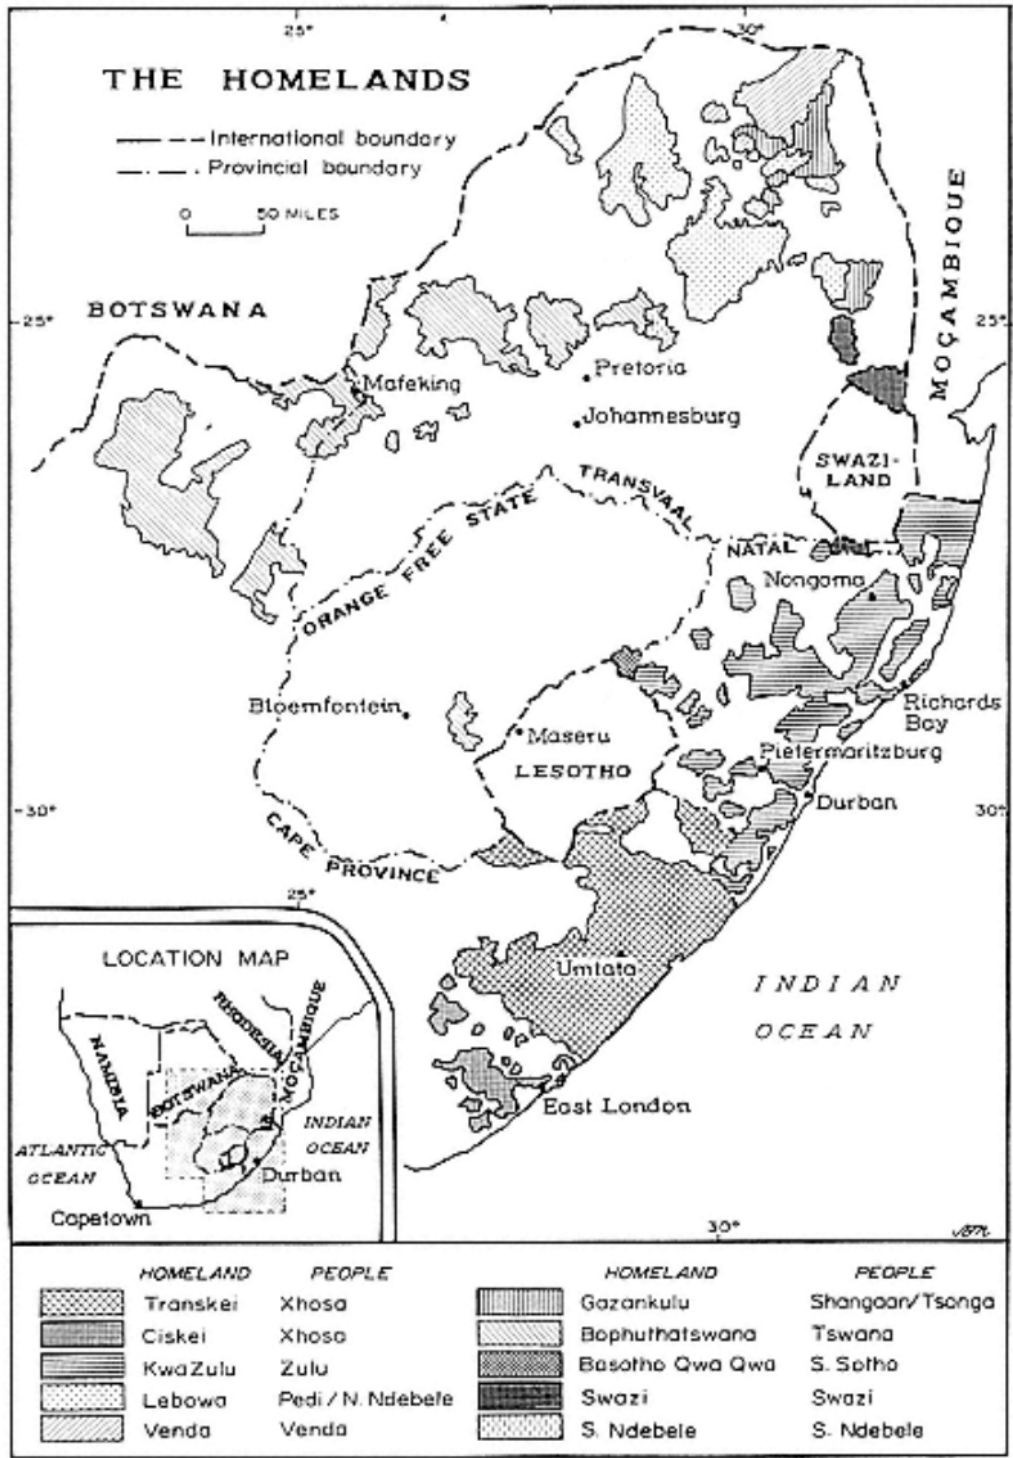 25°
30°
THE HOMELANDS
International boundary
Provincial boundary
0 50 MILES
MOÇAMBIQUE
BOTSWANA
25°
25°
Pretoria
Mafeking
Johannesburg
SWAZI-
LAND
TRANSVAAL
ORANGE FREE STATE
NATAL
Nongoma
Bloemfontein
Maseru
LESOTHO
Richards
Bay
Pietermaritzburg
Durban
30°
30°
CAPE PROVINCE
25°
Umtata
INDIAN
OCEAN
East London
30°
LOCATION MAP
NAMIBIA
RHODESIA
MOÇAMBIQUE
BOTSWANA
ATLANTIC
OCEAN
INDIAN
OCEAN
Durban
Capetown
HOMELAND PEOPLE
Transkei Xhosa
Ciskei Xhosa
KwaZulu Zulu
Lebowa Pedi / N. Ndebele
Venda Venda
HOMELAND PEOPLE
Gazankulu Shangaan/Tsonga
Bophuthatswana Tswana
Basotho Qwa Qwa S. Sotho
Swazi Swazi
S. Ndebele S. Ndebele